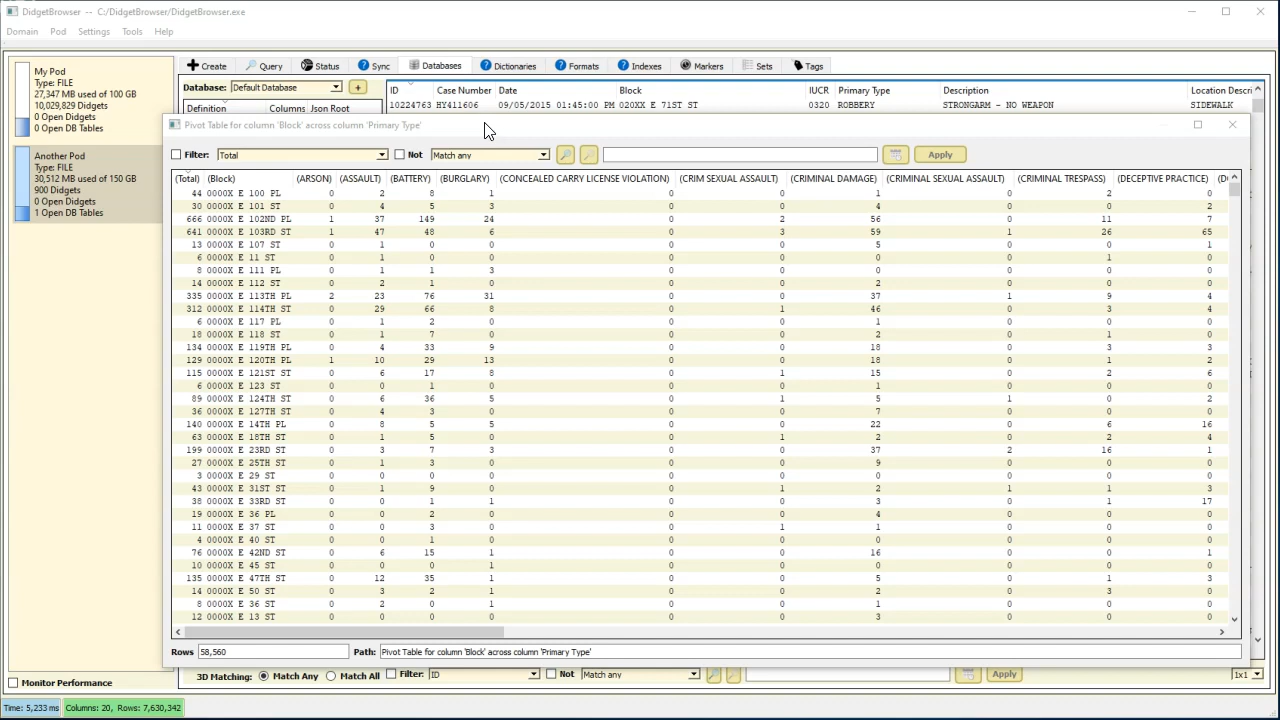 DidgetBrowser -- C:/DidgetBrowser/DidgetBrowser.exe
Domain Pod Settings Tools Help
My Pod
Type: FILE
27,347 MB used of 100 GB
10,029,829 Didgets
0 Open Didgets
0 Open DB Tables
Another Pod
Type: FILE
30,512 MB used of 150 GB
900 Didgets
0 Open Didgets
1 Open DB Tables
Create Query Status Sync Databases Dictionaries Formats Indexes Markers Sets Tags
Database: Default Database +
Definition Columns Json Root
ID Case Number Date Block IUCR Primary Type Description Location Descri
10224763 HY411606 09/05/2015 01:45:00 PM 020XX E 71ST ST 0320 ROBBERY STRONGARM - NO WEAPON SIDEWALK
Pivot Table for column 'Block' across column 'Primary Type'
Filter: Total Not Match any Apply
(Total) (Block) (ARSON) (ASSAULT) (BATTERY) (BURGLARY) (CONCEALED CARRY LICENSE VIOLATION) (CRIM SEXUAL ASSAULT) (CRIMINAL DAMAGE) (CRIMINAL SEXUAL ASSAULT) (CRIMINAL TRESPASS) (DECEPTIVE PRACTICE)
44 0000X E 100 PL 0 2 8 1 0 0 1 0 2 0
30 0000X E 101 ST 0 4 5 3 0 0 4 0 0 2
666 0000X E 102ND PL 1 37 149 24 0 2 56 0 11 7
641 0000X E 103RD ST 1 47 48 6 0 3 59 1 26 65
13 0000X E 107 ST 0 1 0 0 0 0 5 0 0 1
6 0000X E 11 ST 0 1 0 0 0 0 0 0 1 0
8 0000X E 111 PL 0 1 1 3 0 0 0 0 0 0
14 0000X E 112 ST 0 2 1 0 0 0 2 0 0 0
335 0000X E 113TH PL 2 23 76 31 0 0 37 1 9 4
312 0000X E 114TH ST 0 29 66 8 0 1 46 0 3 4
6 0000X E 117 PL 0 1 2 0 0 0 1 0 0 0
18 0000X E 118 ST 0 1 7 0 0 0 2 0 1 0
134 0000X E 119TH PL 0 4 33 9 0 0 18 0 3 3
129 0000X E 120TH PL 1 10 29 13 0 0 18 0 1 2
115 0000X E 121ST ST 0 6 17 8 0 1 15 0 2 6
6 0000X E 123 ST 0 0 1 0 0 0 1 0 0 0
89 0000X E 124TH ST 0 6 36 5 0 1 5 1 0 2
36 0000X E 127TH ST 0 4 3 0 0 0 7 0 0 0
140 0000X E 14TH PL 0 8 5 5 0 0 22 0 6 16
63 0000X E 18TH ST 0 1 5 0 0 1 2 0 2 4
199 0000X E 23RD ST 0 3 7 3 0 0 37 2 16 1
27 0000X E 25TH ST 0 1 3 0 0 0 9 0 0 0
3 0000X E 29 ST 0 0 0 0 0 0 0 0 0 0
43 0000X E 31ST ST 0 1 9 0 0 1 2 1 1 3
38 0000X E 33RD ST 0 0 1 1 0 0 3 0 1 17
19 0000X E 36 PL 0 0 2 0 0 0 4 0 0 0
11 0000X E 37 ST 0 0 3 0 0 1 1 0 0 0
4 0000X E 40 ST 0 0 1 0 0 0 0 0 0 0
76 0000X E 42ND ST 0 6 15 1 0 0 16 0 0 1
10 0000X E 45 ST 0 0 0 1 0 0 0 0 0 0
135 0000X E 47TH ST 0 12 35 1 0 0 5 0 1 3
14 0000X E 50 ST 0 3 2 1 0 0 2 0 3 0
8 0000X E 36 ST 0 2 0 1 0 0 1 0 0 0
12 0000X E 13 ST 0 0 0 0 0 0 3 0 0 0
Rows 58,560 Path: Pivot Table for column 'Block' across column 'Primary Type'
3D Matching: Match Any Match All Filter: ID Not Match any Apply 1x1
Monitor Performance
Time: 5,233 ms Columns: 20, Rows: 7,630,342